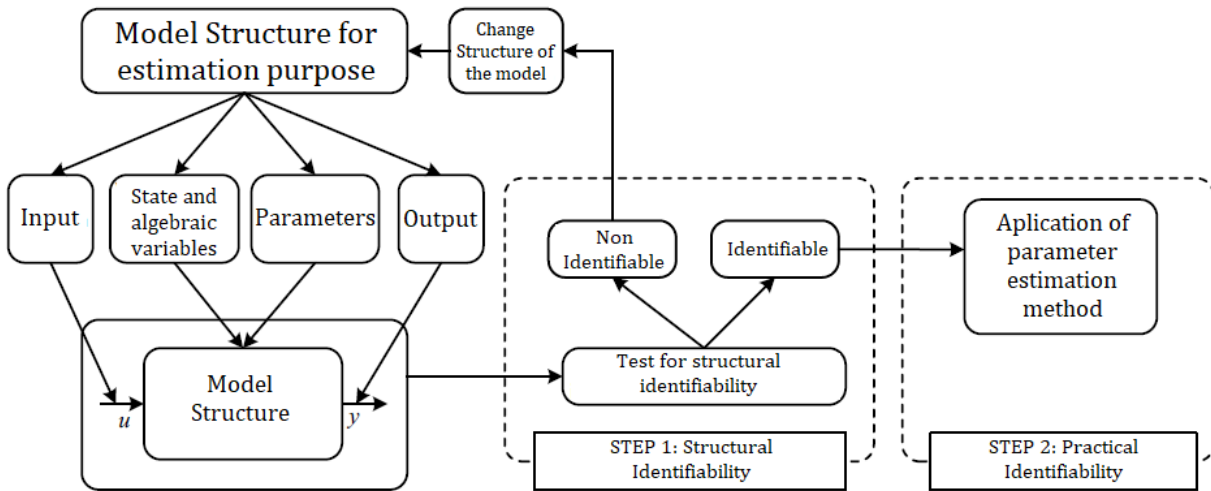 Model Structure for
estimation purpose
Change
Structure of
the model
Input
State and
algebraic
variables
Parameters
Output
Non
Identifiable
Identifiable
Aplication of
parameter
estimation
method
Model
Structure
u
y
Test for structural
identifiability
STEP 1: Structural
Identifiability
STEP 2: Practical
Identifiability